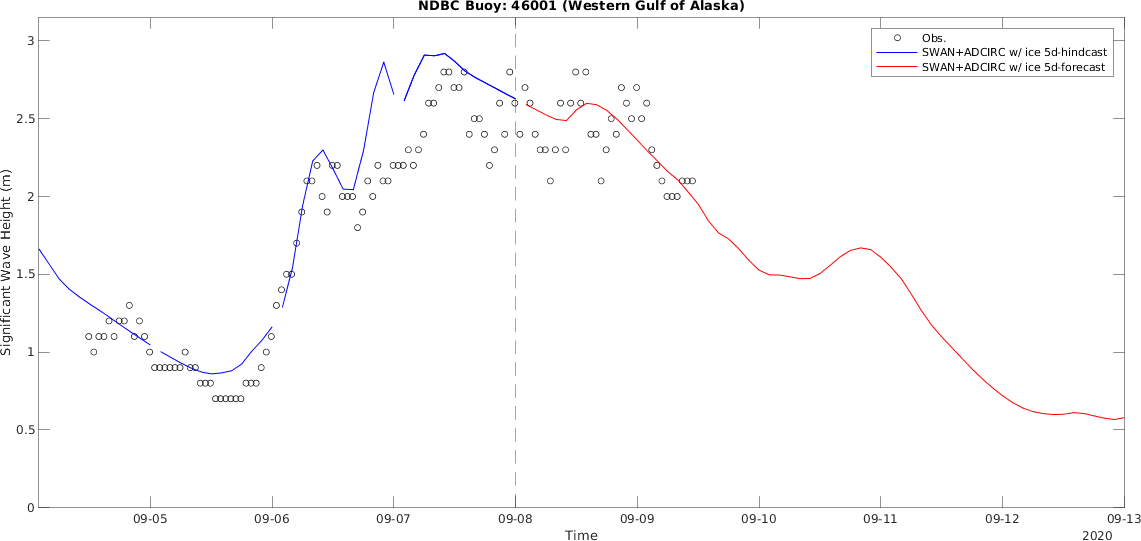 NDBC Buoy: 46001 (Western Gulf of Alaska)
Obs.
SWAN+ADCIRC w/ ice 5d-hindcast
SWAN+ADCIRC w/ ice 5d-forecast
Significant Wave Height (m)
3
2.5
2
1.5
1
0.5
0
09-05 09-06 09-07 09-08 09-09 09-10 09-11 09-12 09-13
Time
2020